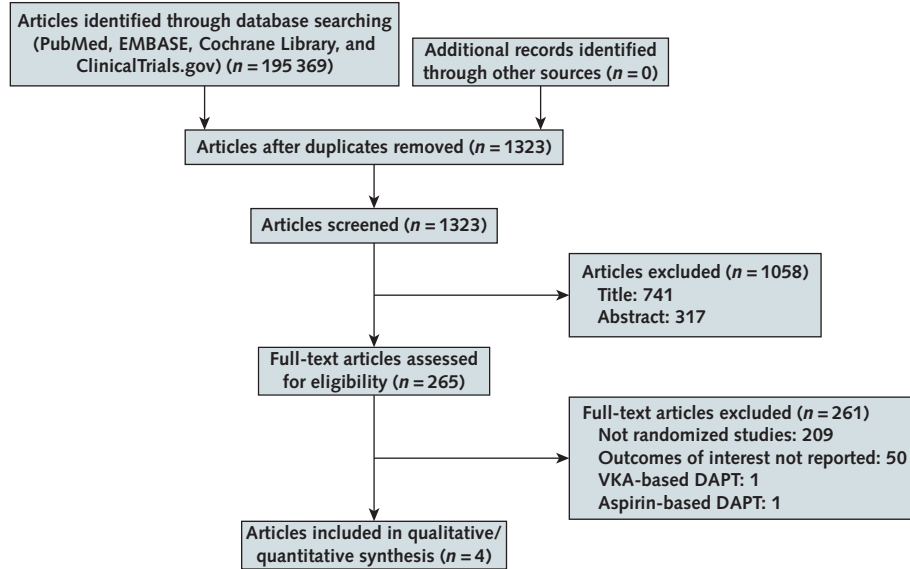 Articles identified through database searching
(PubMed, EMBASE, Cochrane Library, and
ClinicalTrials.gov) (n = 195 369)
Additional records identified
through other sources (n = 0)
Articles after duplicates removed (n = 1323)
Articles screened (n = 1323)
Articles excluded (n = 1058)
Title: 741
Abstract: 317
Full-text articles assessed
for eligibility (n = 265)
Full-text articles excluded (n = 261)
Not randomized studies: 209
Outcomes of interest not reported: 50
VKA-based DAPT: 1
Aspirin-based DAPT: 1
Articles included in qualitative/
quantitative synthesis (n = 4)